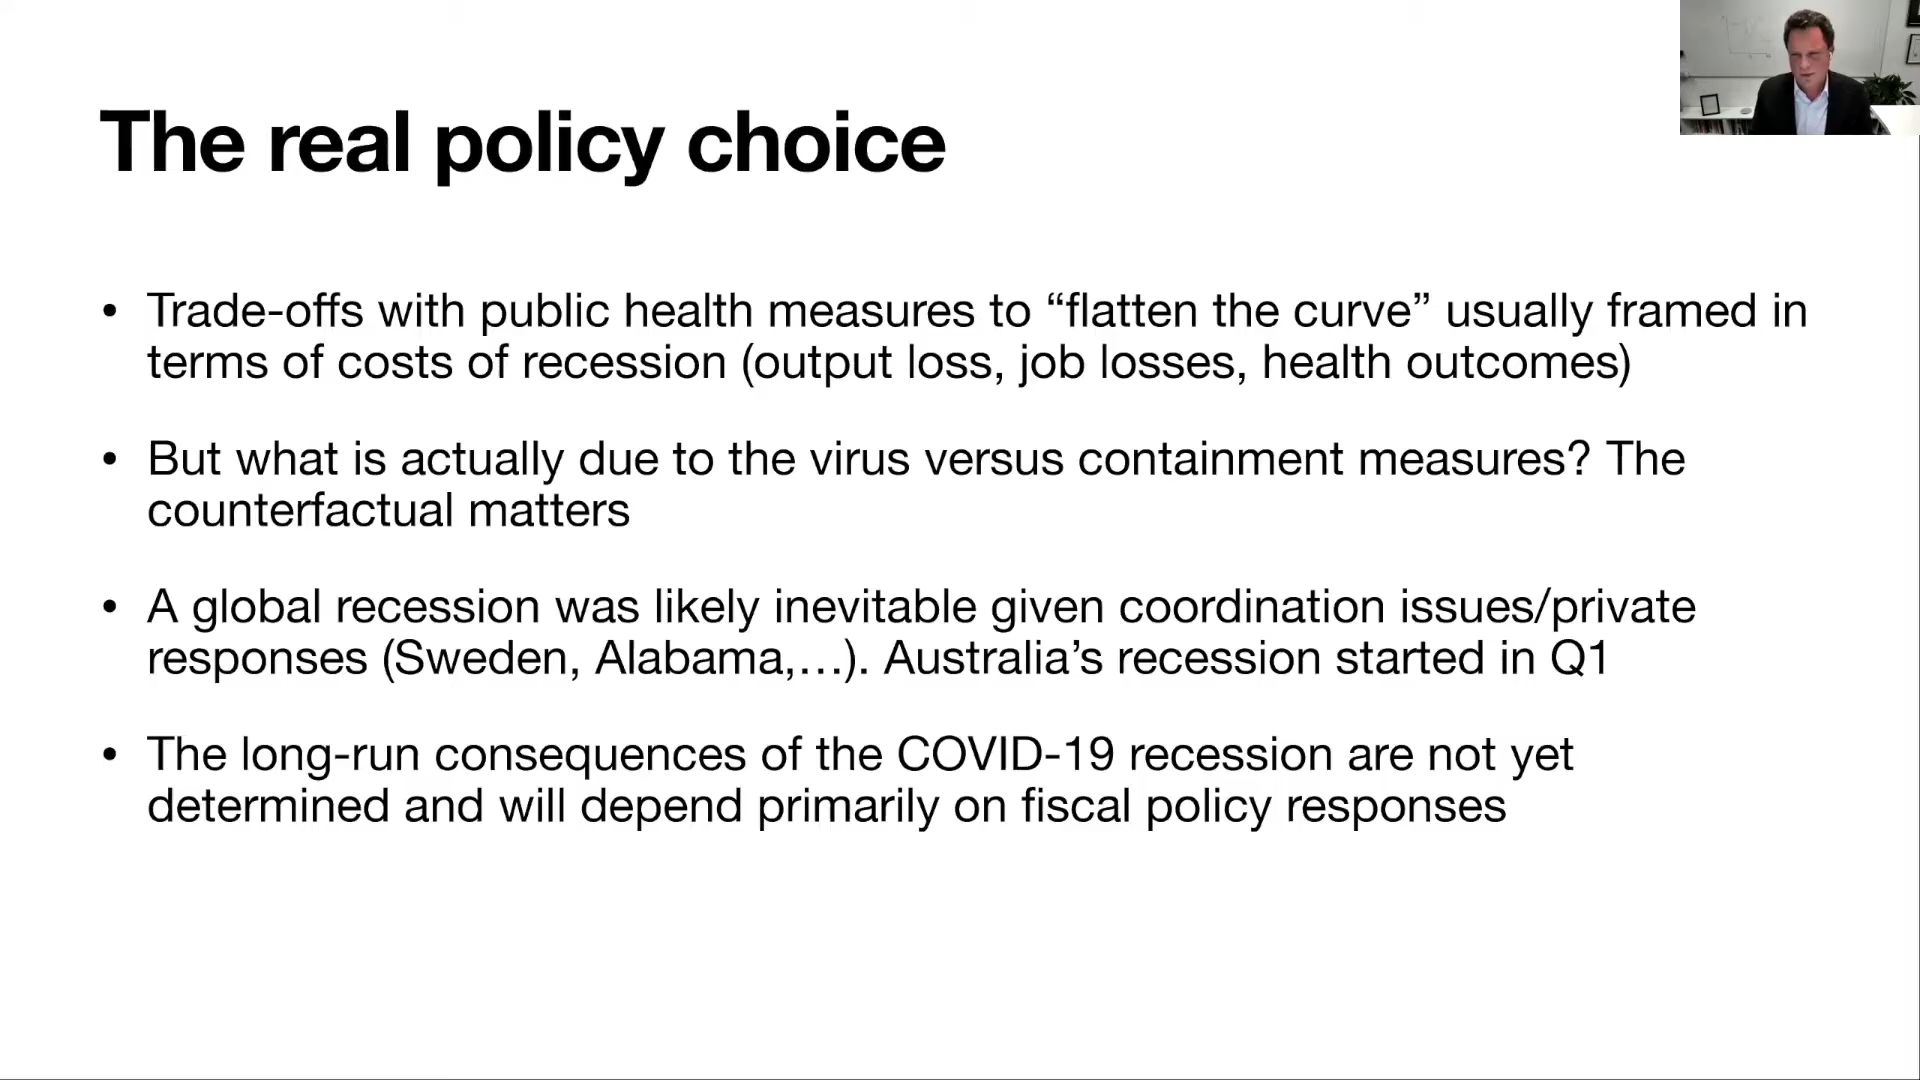 The real policy choice
• Trade-offs with public health measures to “flatten the curve” usually framed in
terms of costs of recession (output loss, job losses, health outcomes)
• But what is actually due to the virus versus containment measures? The
counterfactual matters
• A global recession was likely inevitable given coordination issues/private
responses (Sweden, Alabama,…). Australia’s recession started in Q1
• The long-run consequences of the COVID-19 recession are not yet
determined and will depend primarily on fiscal policy responses